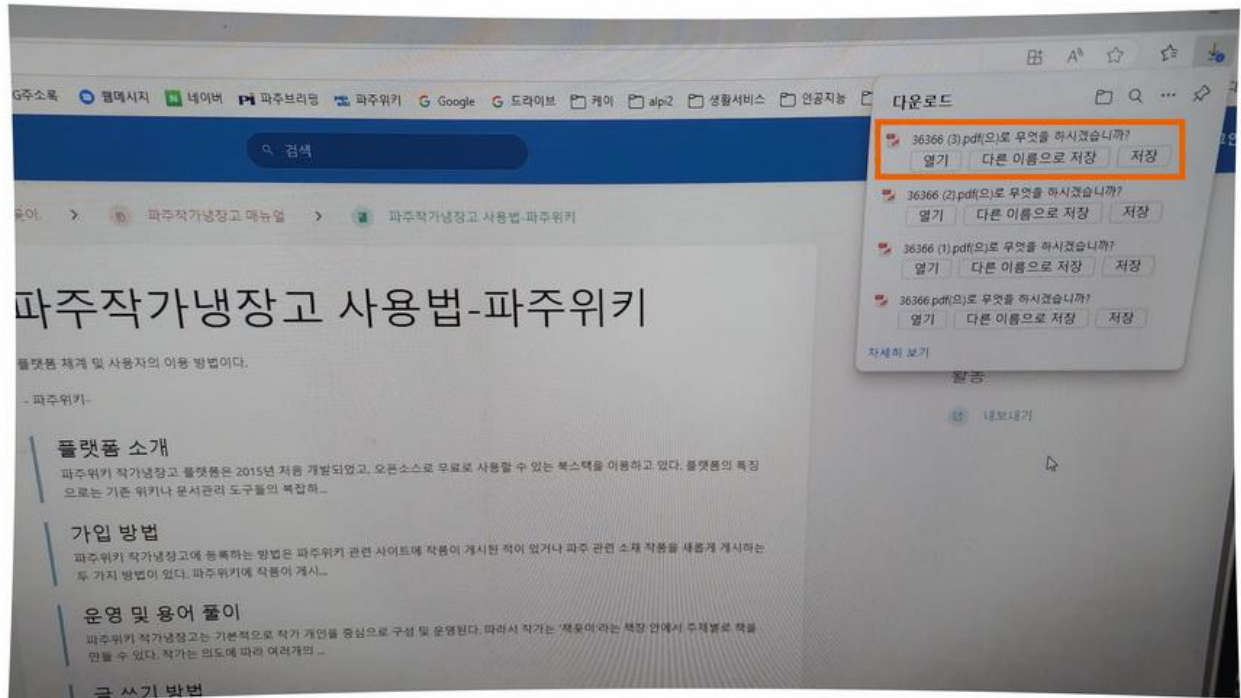 G주소록 웹메시지 네이버 파주브리핑 파주위키 Google 드라이브 케이 alpi2 생활서비스 인공지능
검색
다운로드
36366 (3).pdf(으)로 무엇을 하시겠습니까?
열기 다른 이름으로 저장 저장
36366 (2).pdf(으)로 무엇을 하시겠습니까?
열기 다른 이름으로 저장 저장
36366 (1).pdf(으)로 무엇을 하시겠습니까?
열기 다른 이름으로 저장 저장
36366.pdf(으)로 무엇을 하시겠습니까?
열기 다른 이름으로 저장 저장
자세히 보기
파주작가냉장고 매뉴얼 > 파주작가냉장고 사용법-파주위키
파주작가냉장고 사용법-파주위키
플랫폼 체계 및 사용자의 이용 방법이다.
- 파주위키-
활동
내보내기
플랫폼 소개
파주위키 작가냉장고 플랫폼은 2015년 처음 개발되었고, 오픈소스로 무료로 사용할 수 있는 북스택을 이용하고 있다. 플랫폼의 특징
으로는 기존 위키나 문서관리 도구들의 복잡하...
가입 방법
파주위키 작가냉장고에 등록하는 방법은 파주위키 관련 사이트에 작품이 게시된 적이 있거나 파주 관련 소재 작품을 새롭게 게시하는
두 가지 방법이 있다. 파주위키에 작품이 게시...
운영 및 용어 풀이
파주위키 작가냉장고는 기본적으로 작가 개인을 중심으로 구성 및 운영된다. 따라서 작가는 '책꽂이'라는 책장 안에서 주제별로 책을
만들 수 있다. 작가는 의도에 따라 여러개의 ...
글 쓰기 방법